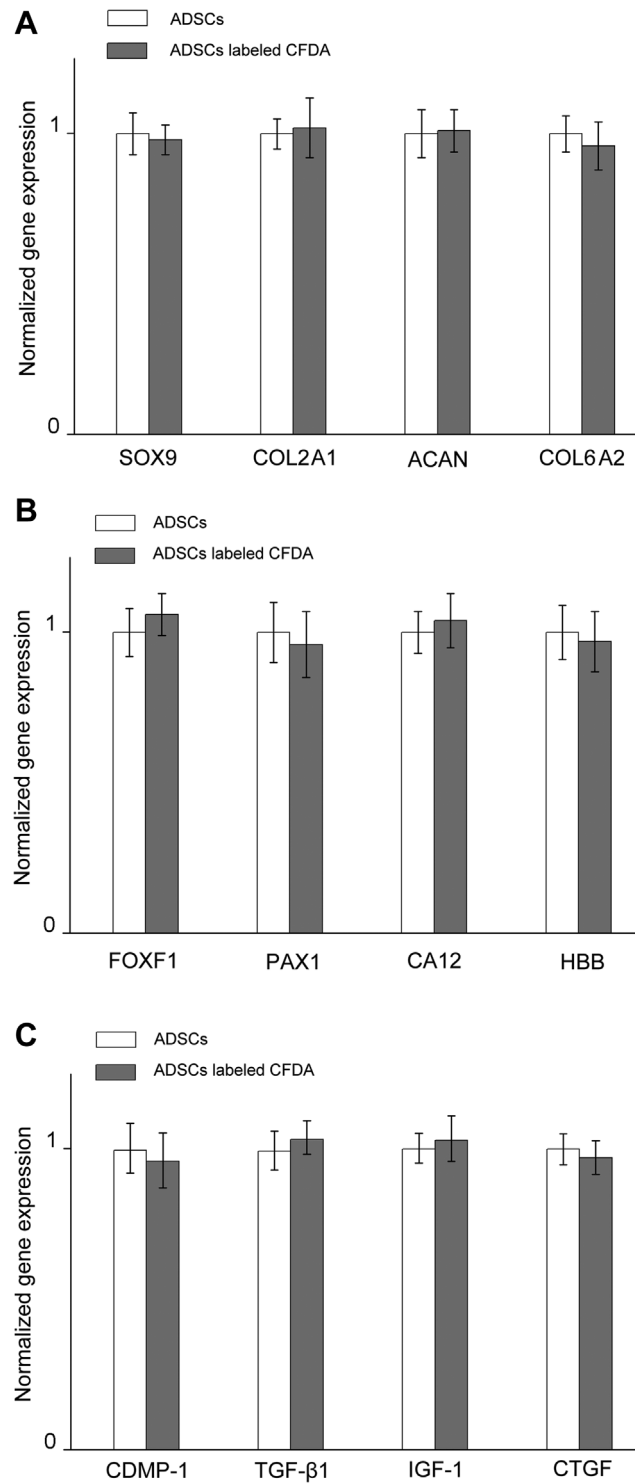 A
ADSCs
ADSCs labeled CFDA
Normalized gene expression
1
0
SOX9 COL2A1 ACAN COL6A2
B
ADSCs
ADSCs labeled CFDA
Normalized gene expression
1
0
FOXF1 PAX1 CA12 HBB
C
ADSCs
ADSCs labeled CFDA
Normalized gene expression
1
0
CDMP-1 TGF-β1 IGF-1 CTGF